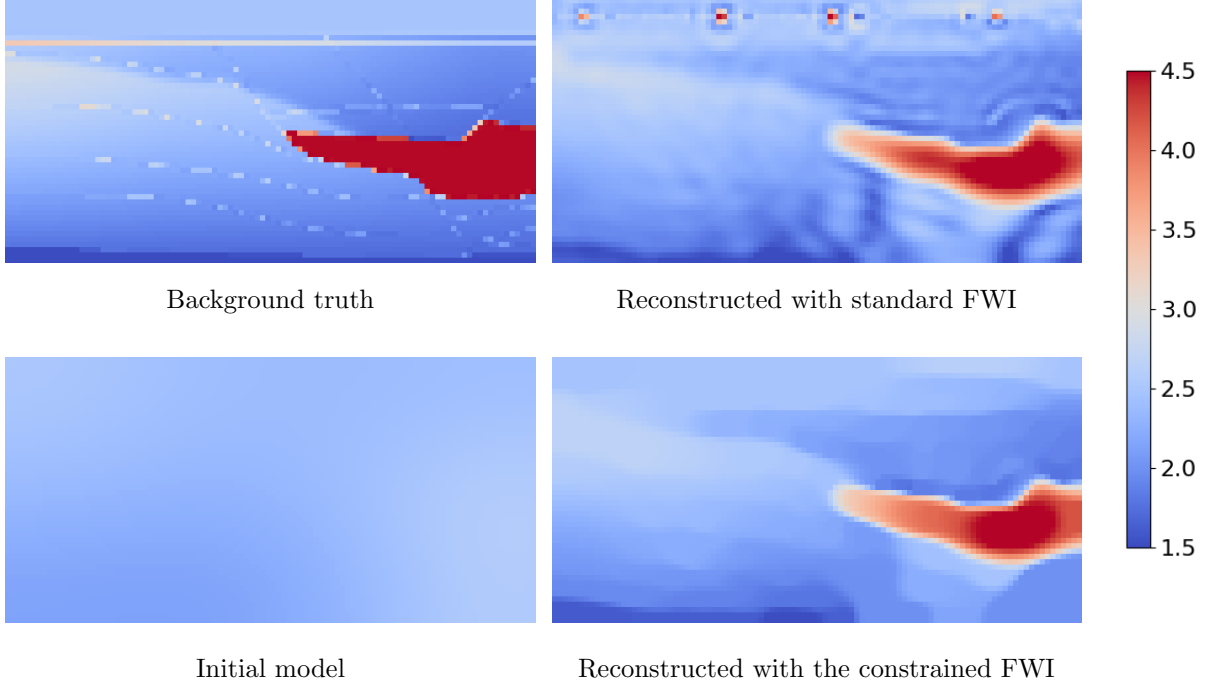 Background truth
Reconstructed with standard FWI
Initial model
Reconstructed with the constrained FWI
4.5
4.0
3.5
3.0
2.5
2.0
1.5